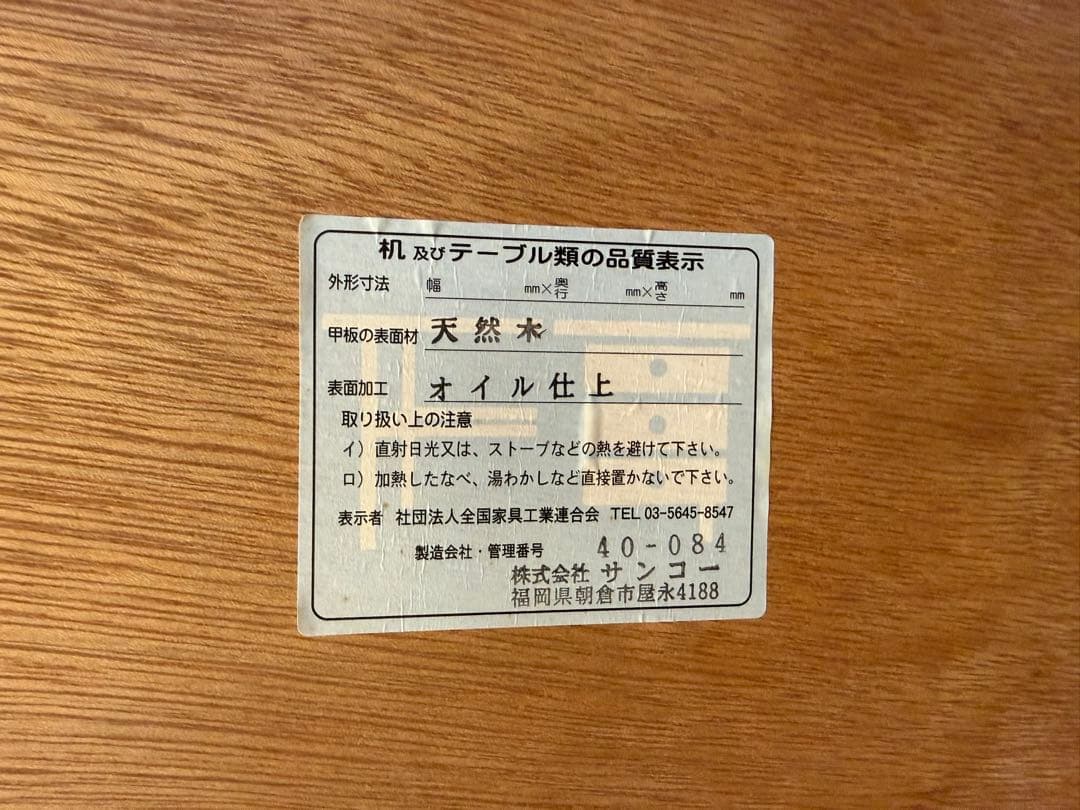 机及びテーブル類の品質表示
外形寸法 幅 mm×奥行 mm×高さ mm
甲板の表面材 天然木
表面加工 オイル仕上
取り扱い上の注意
イ）直射日光又は、ストーブなどの熱を避けて下さい。
ロ）加熱したなべ、湯わかしなど直接置かないで下さい。
表示者 社団法人全国家具工業連合会 TEL 03-5645-8547
製造会社・管理番号 40-084
株式会社サンコー
福岡県朝倉市屋永4188